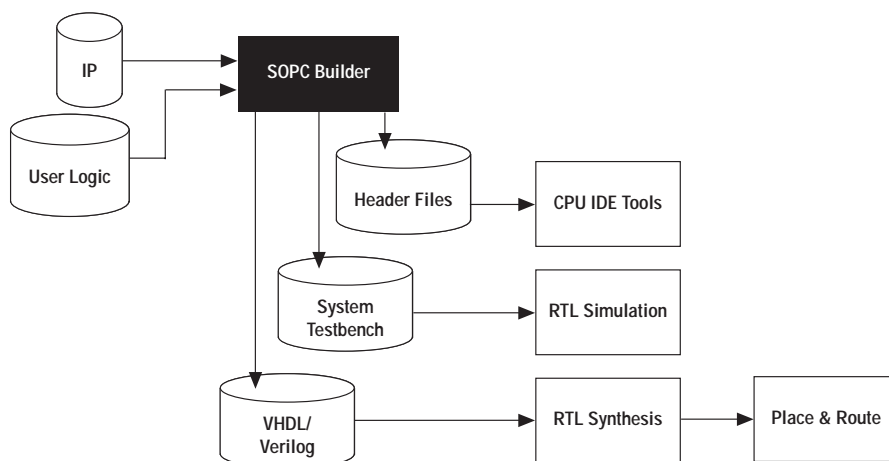 IP
SOPC Builder
User Logic
Header Files
CPU IDE Tools
System
Testbench
RTL Simulation
VHDL/
Verilog
RTL Synthesis
Place & Route